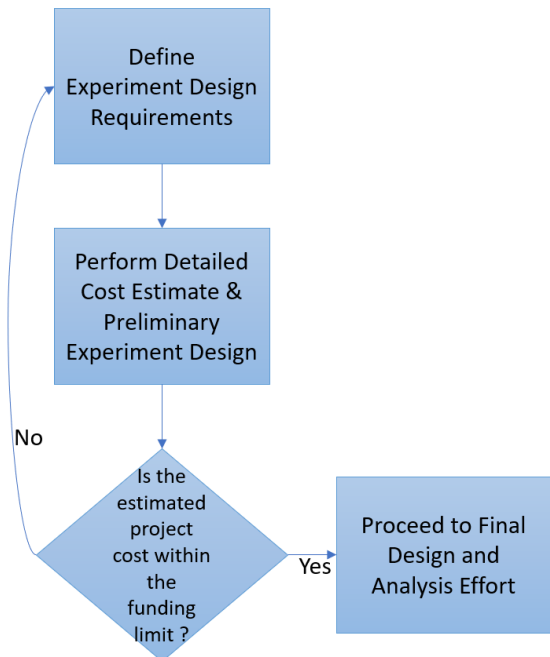 Define
Experiment Design
Requirements
Perform Detailed
Cost Estimate &
Preliminary
Experiment Design
No
Is the
estimated
project
cost within
the
funding
limit ?
Yes
Proceed to Final
Design and
Analysis Effort